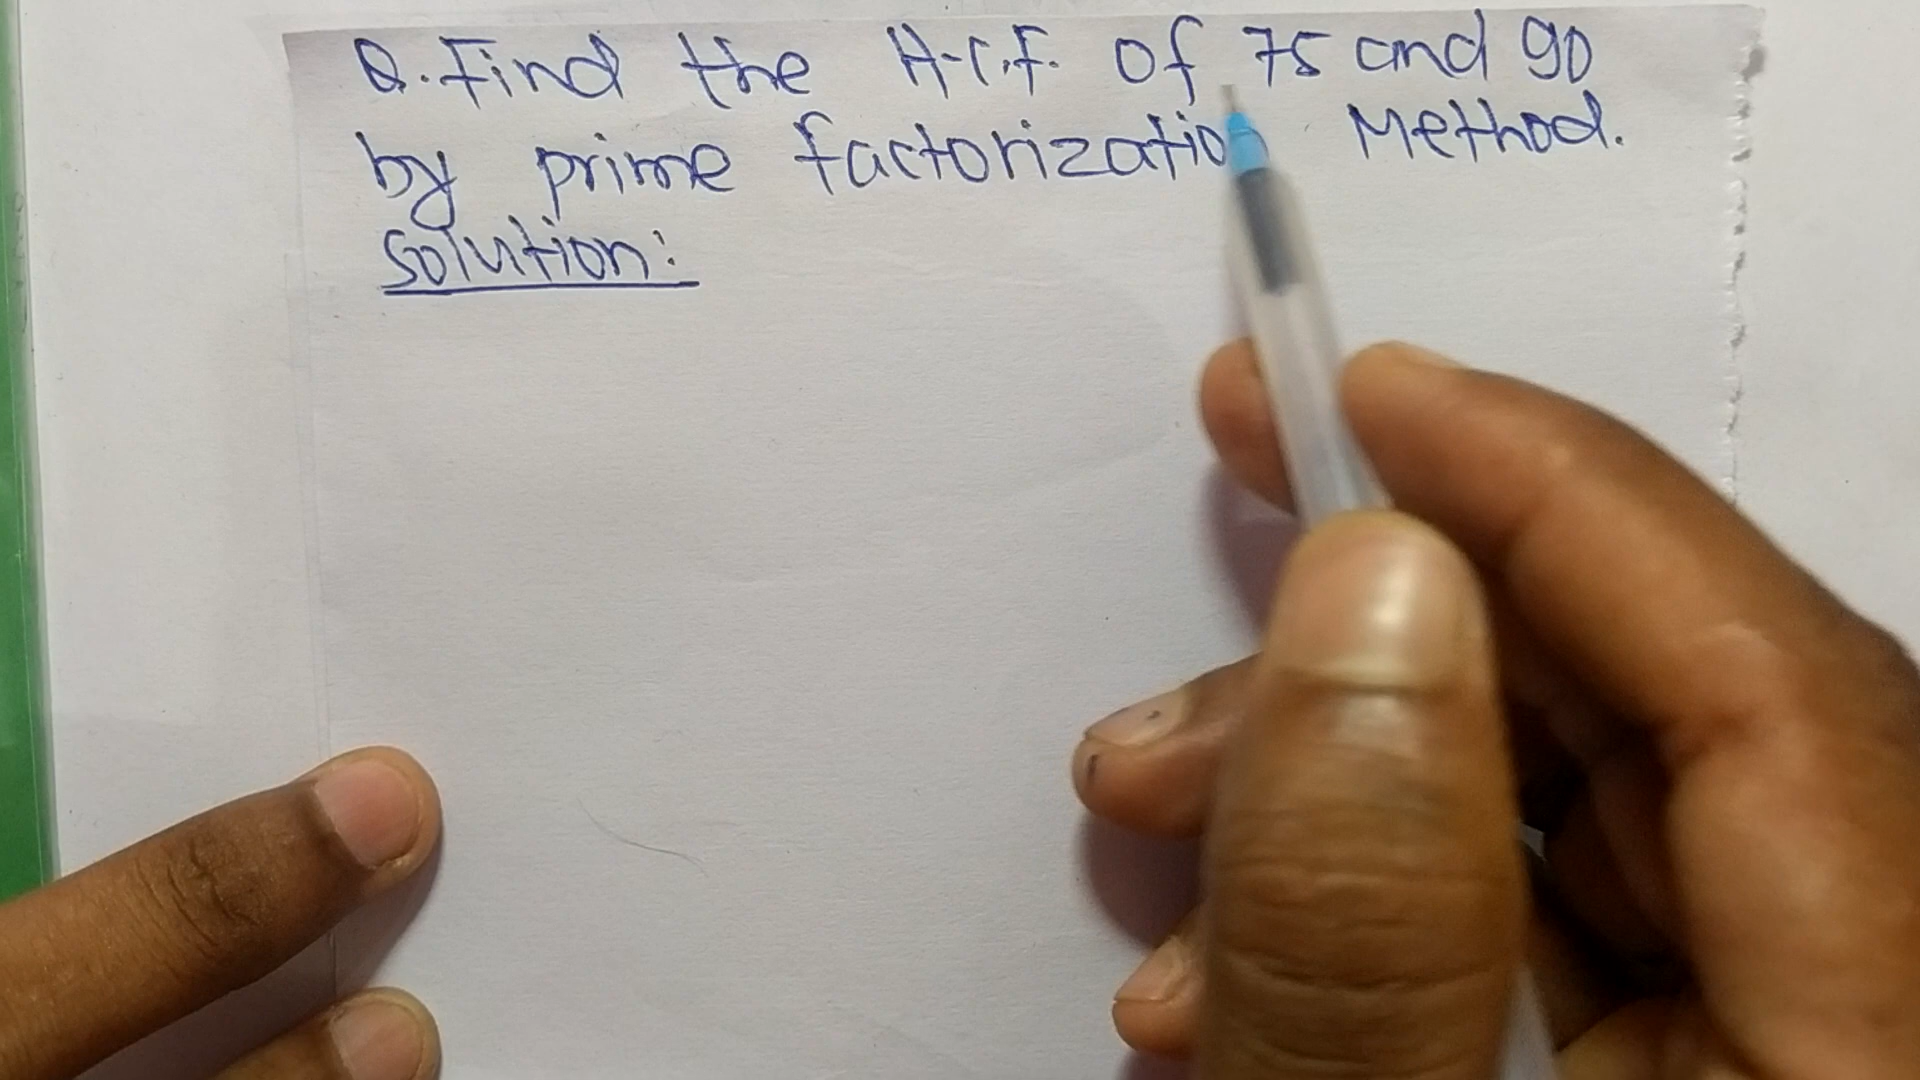 Q. Find the H.C.F. of 75 and 90
by prime factorization Method.
Solution: